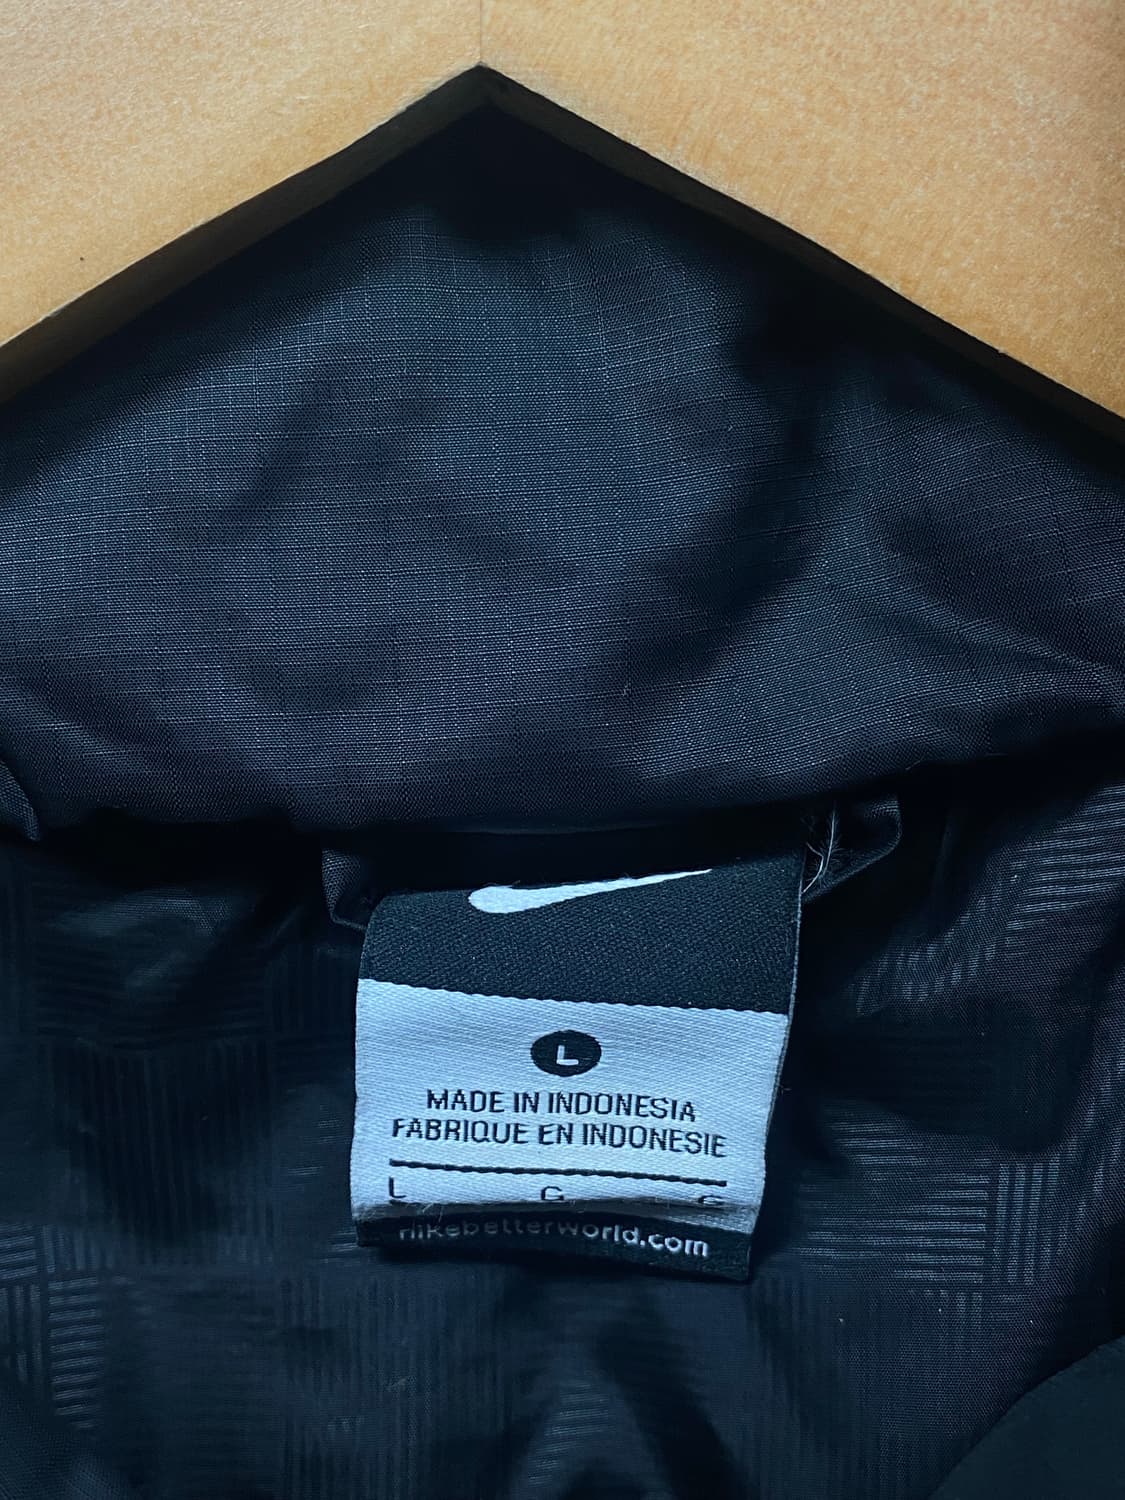 L
MADE IN INDONESIA
FABRIQUE EN INDONESIE
L G G
nikebetterworld.com